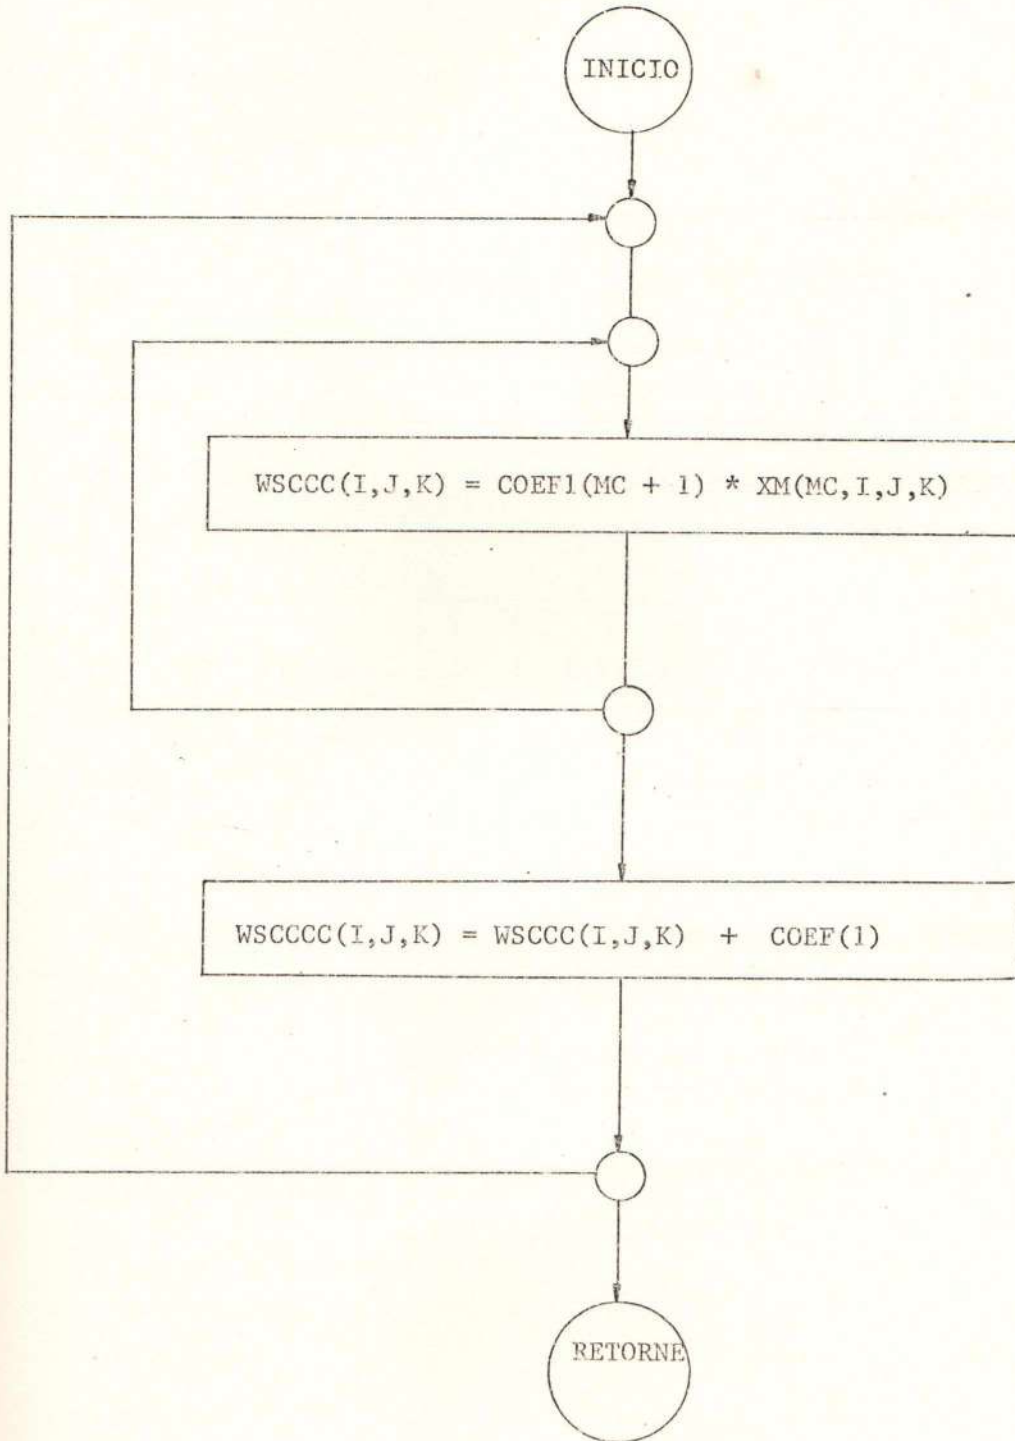 INICIO
WSCCC(I,J,K) = COEF1(MC + 1) * XM(MC,I,J,K)
WSCCCC(I,J,K) = WSCCC(I,J,K) + COEF(1)
RETORNE